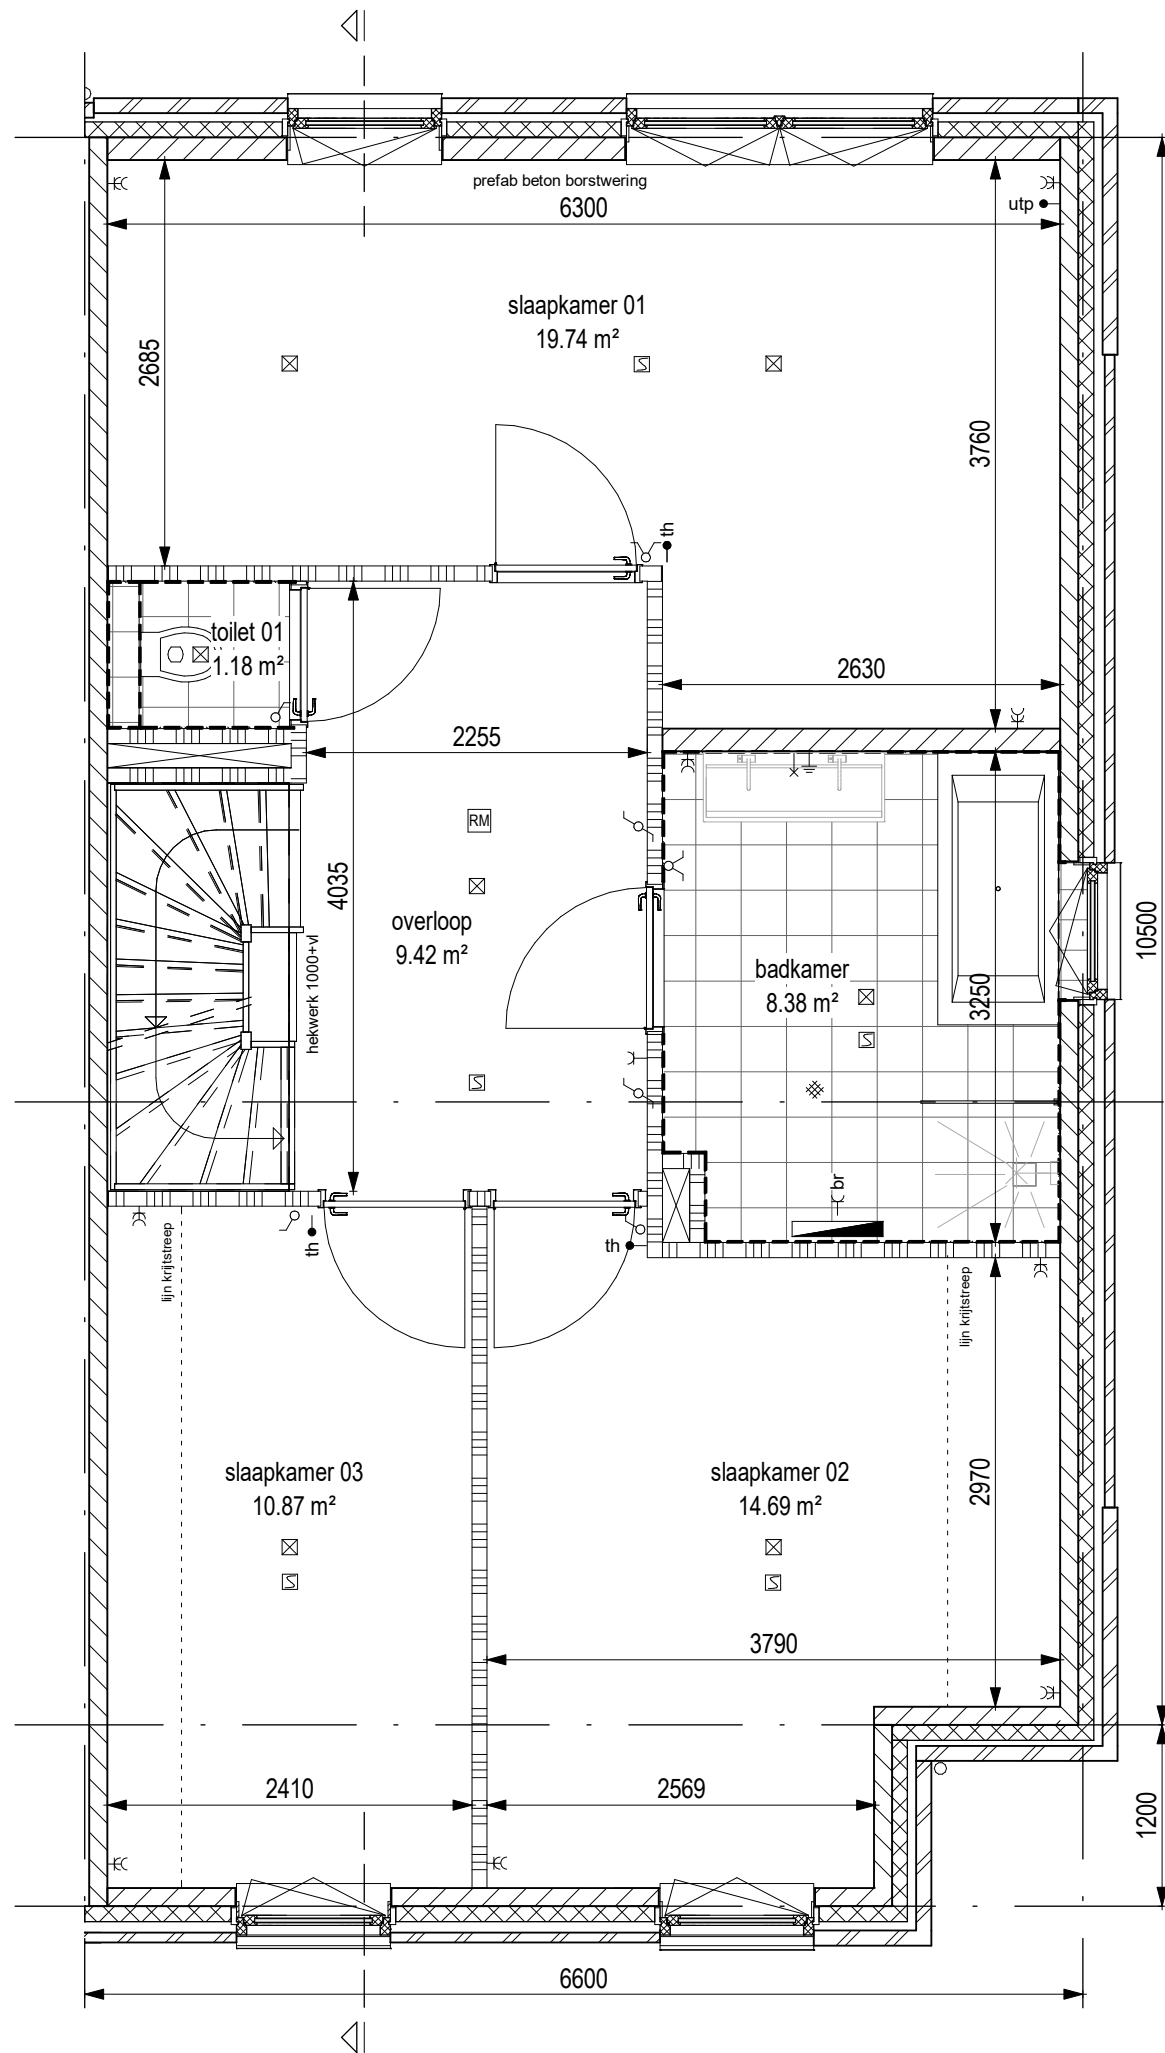 prefab beton borstwering
6300
utp
slaapkamer 01
19.74 m²
2685
3760
th
toilet 01
1.18 m²
2630
2255
RM
4035
overloop
9.42 m²
hekwerk 1000+vl
badkamer
8.38 m²
3250
10500
br
th
th
lijn krijtstreep
lijn krijtstreep
slaapkamer 03
10.87 m²
slaapkamer 02
14.69 m²
2970
3790
2410
2569
1200
6600